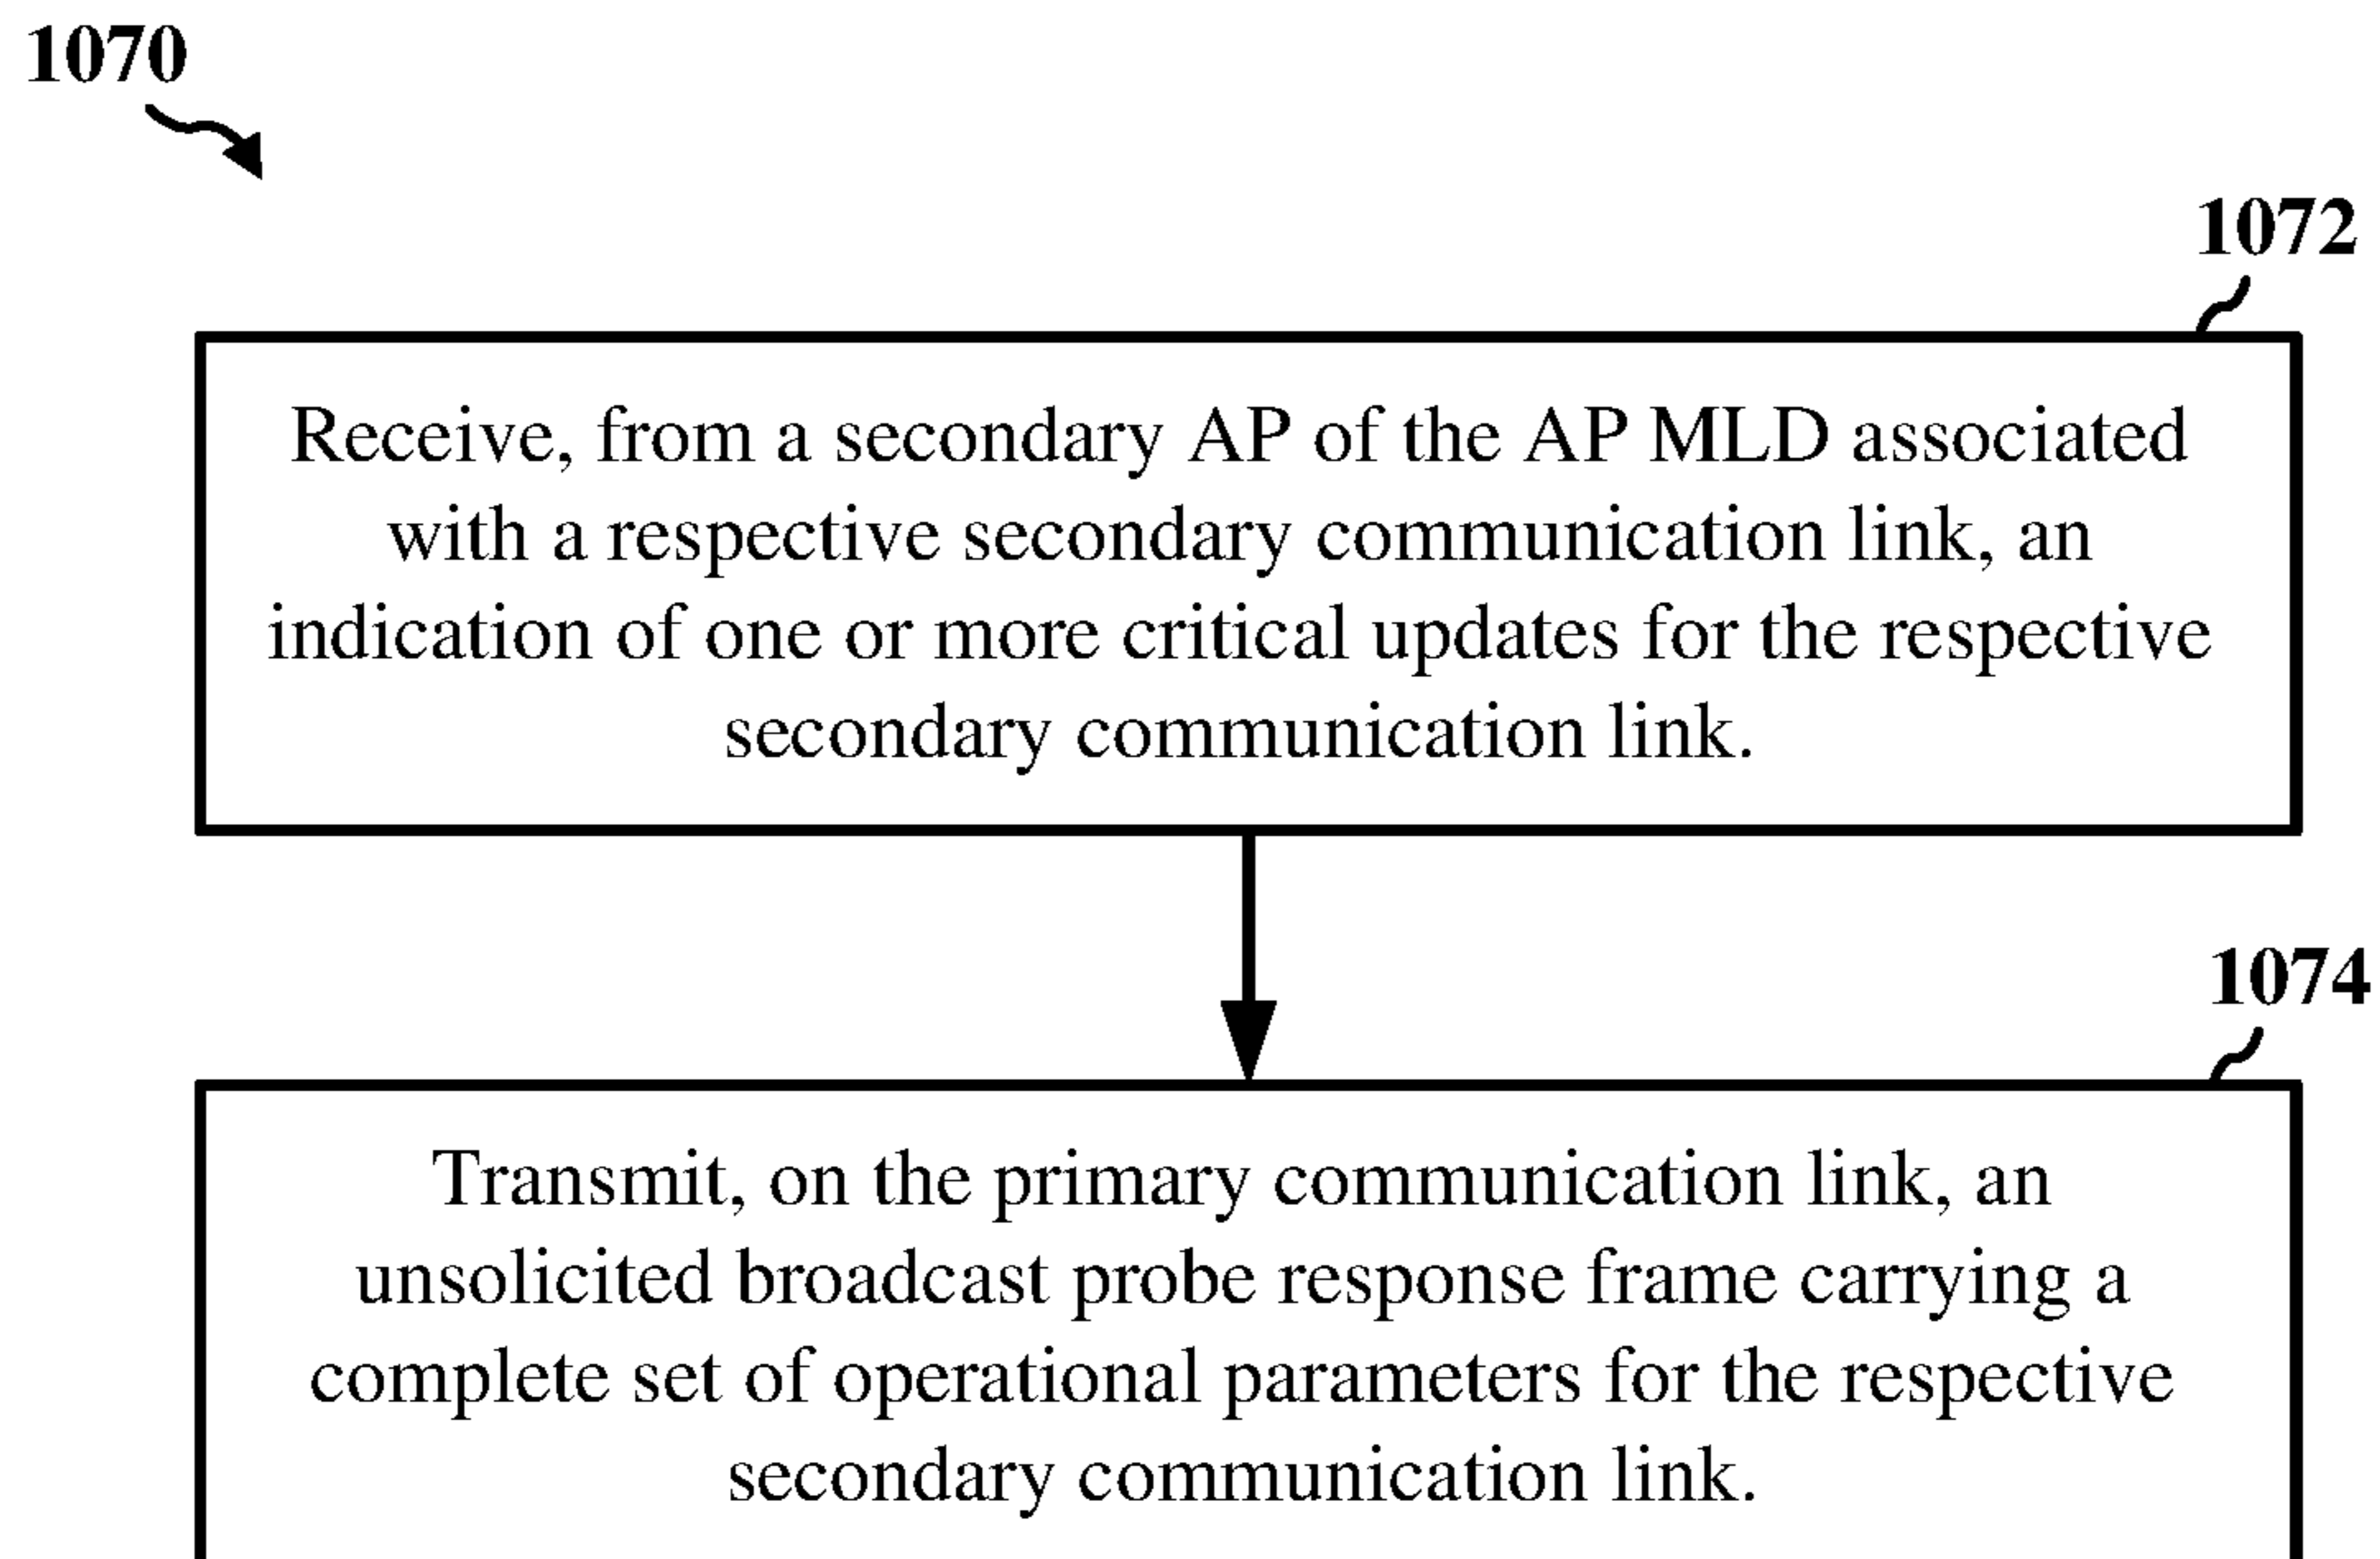 1070
1072
Receive, from a secondary AP of the AP MLD associated
with a respective secondary communication link, an
indication of one or more critical updates for the respective
secondary communication link.
1074
Transmit, on the primary communication link, an
unsolicited broadcast probe response frame carrying a
complete set of operational parameters for the respective
secondary communication link.